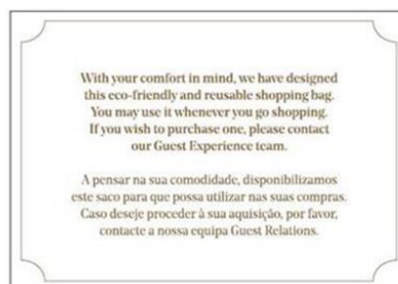 With your comfort in mind, we have designed
this eco-friendly and reusable shopping bag.
You may use it whenever you go shopping.
If you wish to purchase one, please contact
our Guest Experience team.
A pensar na sua comodidade, disponibilizamos
este saco para que possa utilizar nas suas compras.
Caso deseje proceder à sua aquisição, por favor,
contacte a nossa equipa Guest Relations.